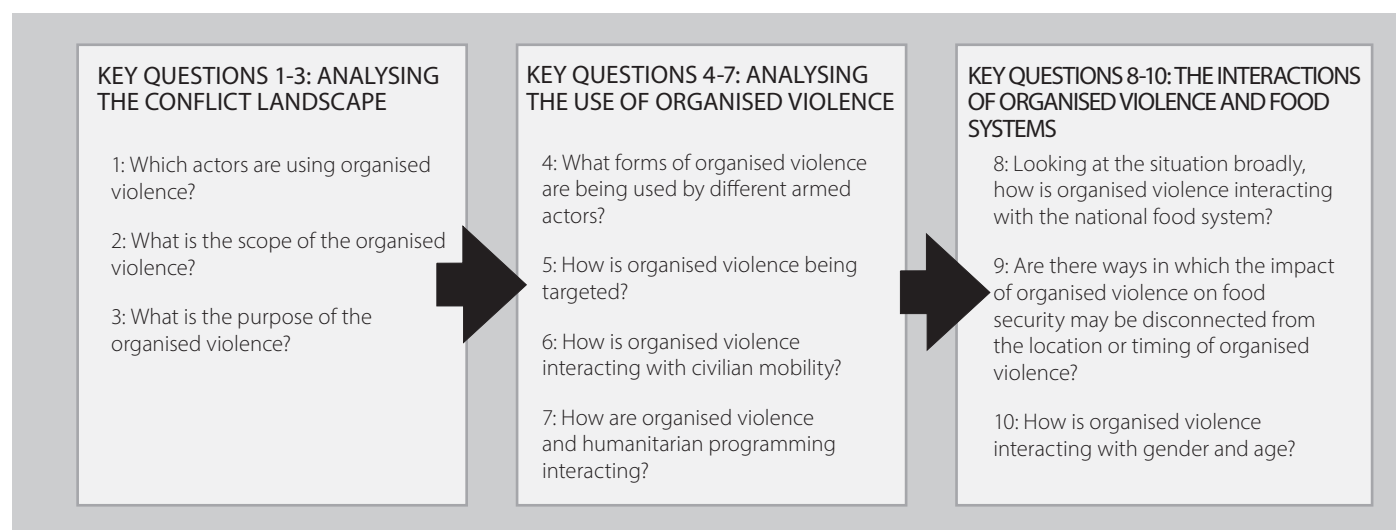 KEY QUESTIONS 1-3: ANALYSING
THE CONFLICT LANDSCAPE
1: Which actors are using organised
violence?
2: What is the scope of the organised
violence?
3: What is the purpose of the
organised violence?
KEY QUESTIONS 4-7: ANALYSING
THE USE OF ORGANISED VIOLENCE
4: What forms of organised violence
are being used by different armed
actors?
5: How is organised violence being
targeted?
6: How is organised violence
interacting with civilian mobility?
7: How are organised violence
and humanitarian programming
interacting?
KEY QUESTIONS 8-10: THE INTERACTIONS
OF ORGANISED VIOLENCE AND FOOD
SYSTEMS
8: Looking at the situation broadly,
how is organised violence interacting
with the national food system?
9: Are there ways in which the impact
of organised violence on food
security may be disconnected from
the location or timing of organised
violence?
10: How is organised violence
interacting with gender and age?